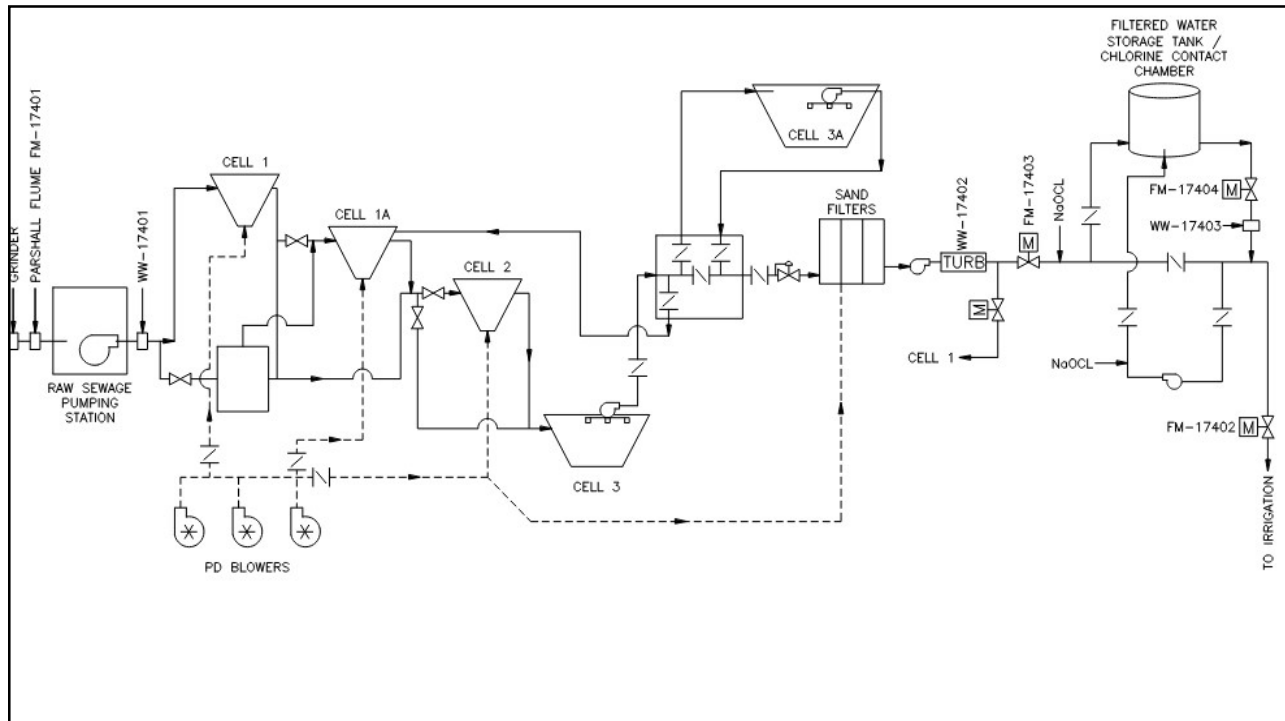 GRINDER
PARSHALL FLUME FM-17401
WW-17401
RAW SEWAGE
PUMPING
STATION
CELL 1
CELL 1A
CELL 2
CELL 3
PD BLOWERS
CELL 3A
SAND
FILTERS
WW-17402
TURB
M
FM-17403
M
CELL 1
NaOCL
FILTERED WATER
STORAGE TANK /
CHLORINE CONTACT
CHAMBER
FM-17404
M
WW-17403
NaOCL
FM-17402
M
TO IRRIGATION